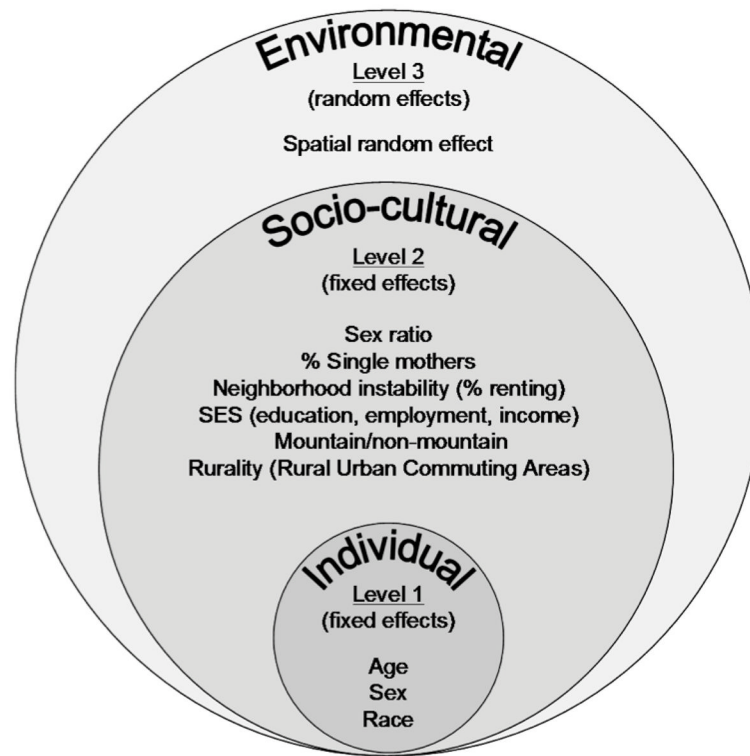 Environmental
Level 3
(random effects)
Spatial random effect
Socio-cultural
Level 2
(fixed effects)
Sex ratio
% Single mothers
Neighborhood instability (% renting)
SES (education, employment, income)
Mountain/non-mountain
Rurality (Rural Urban Commuting Areas)
Individual
Level 1
(fixed effects)
Age
Sex
Race